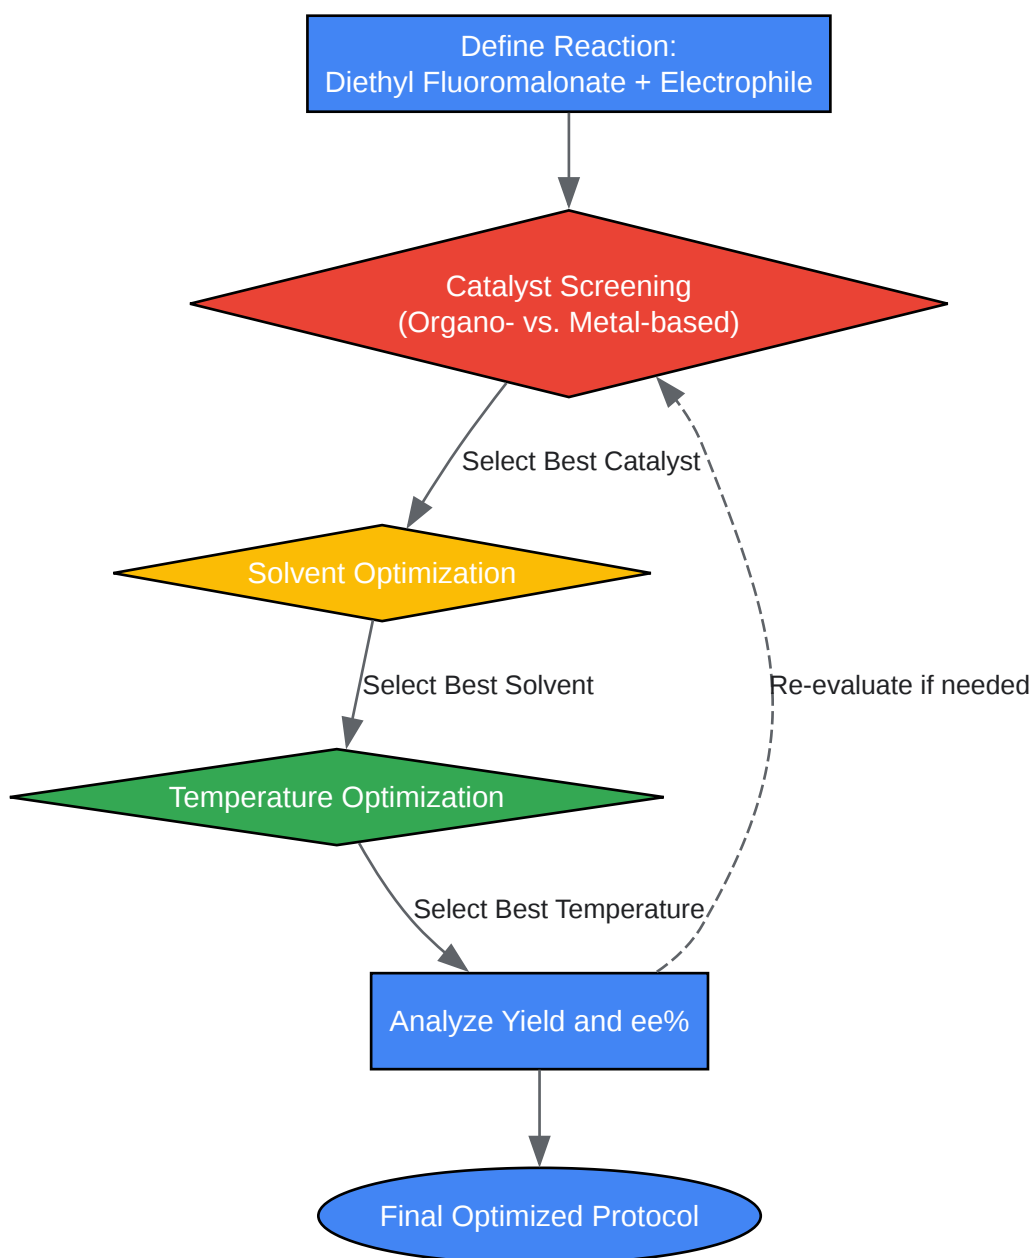 Define Reaction:
Diethyl Fluoromalonate + Electrophile
Catalyst Screening
(Organo- vs. Metal-based)
Select Best Catalyst
Solvent Optimization
Select Best Solvent
Re-evaluate if needed
Temperature Optimization
Select Best Temperature
Analyze Yield and ee%
Final Optimized Protocol